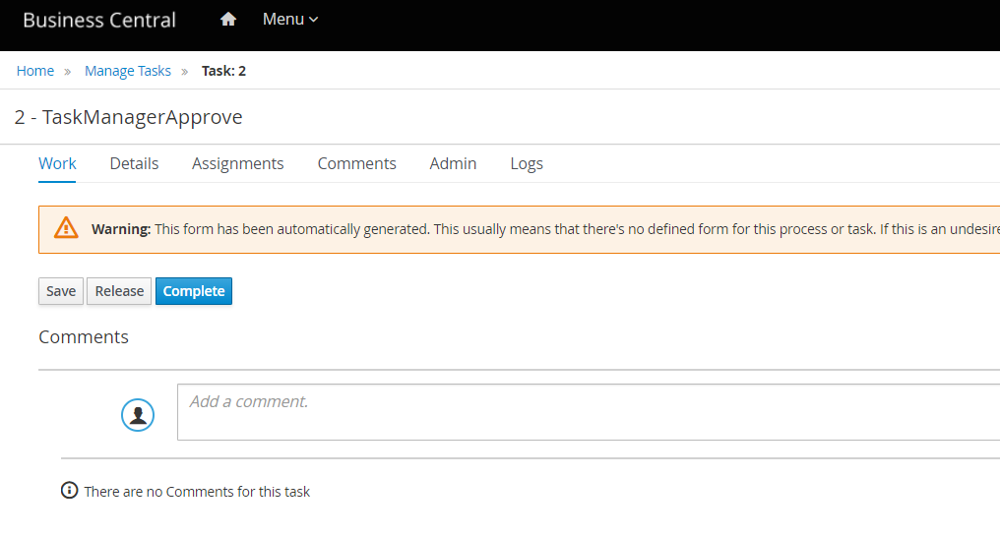 Business Central Menu
Home » Manage Tasks » Task: 2
2 - TaskManagerApprove
Work Details Assignments Comments Admin Logs
Warning: This form has been automatically generated. This usually means that there's no defined form for this process or task. If this is an undesire
Save Release Complete
Comments
Add a comment.
There are no Comments for this task